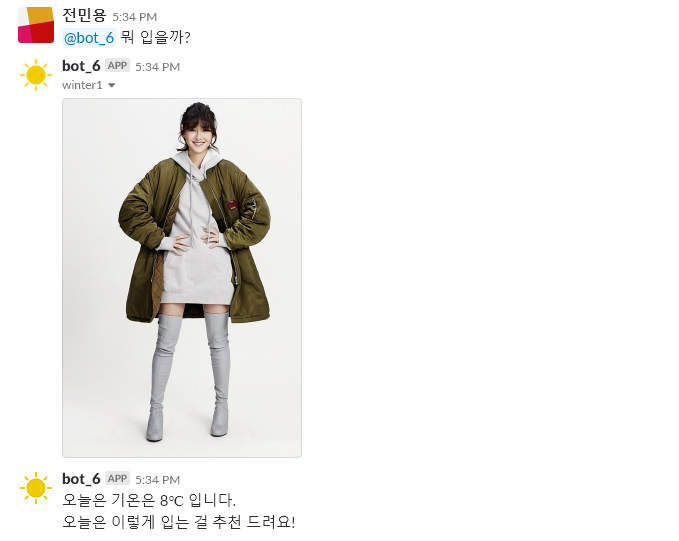 전민용 5:34 PM
@bot_6 뭐 입을까?
bot_6 APP 5:34 PM
winter1
bot_6 APP 5:34 PM
오늘은 기온은 8℃ 입니다.
오늘은 이렇게 입는 걸 추천 드려요!